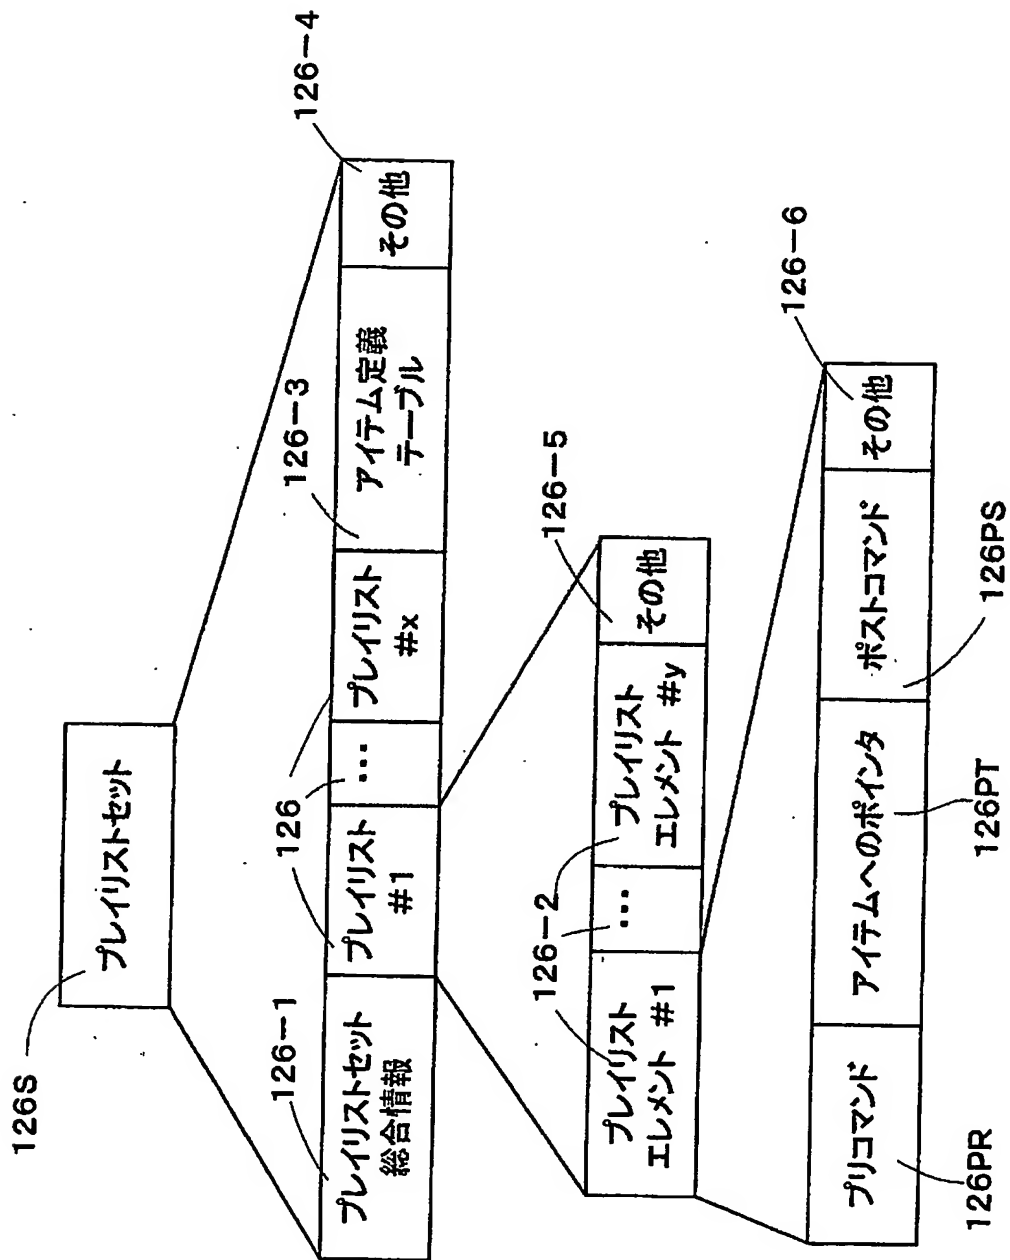 126S
プレイリストセット
126-1
126
126-3
126-4
プレイリストセット
総合情報
プレイリスト
#1
•••
プレイリスト
#x
アイテム定義
テーブル
その他
126-2
126-5
プレイリスト
エレメント #1
•••
プレイリスト
エレメント #y
その他
126-6
プリコマンド
アイテムへのポインタ
ポストコマンド
その他
126PR
126PT
126PS